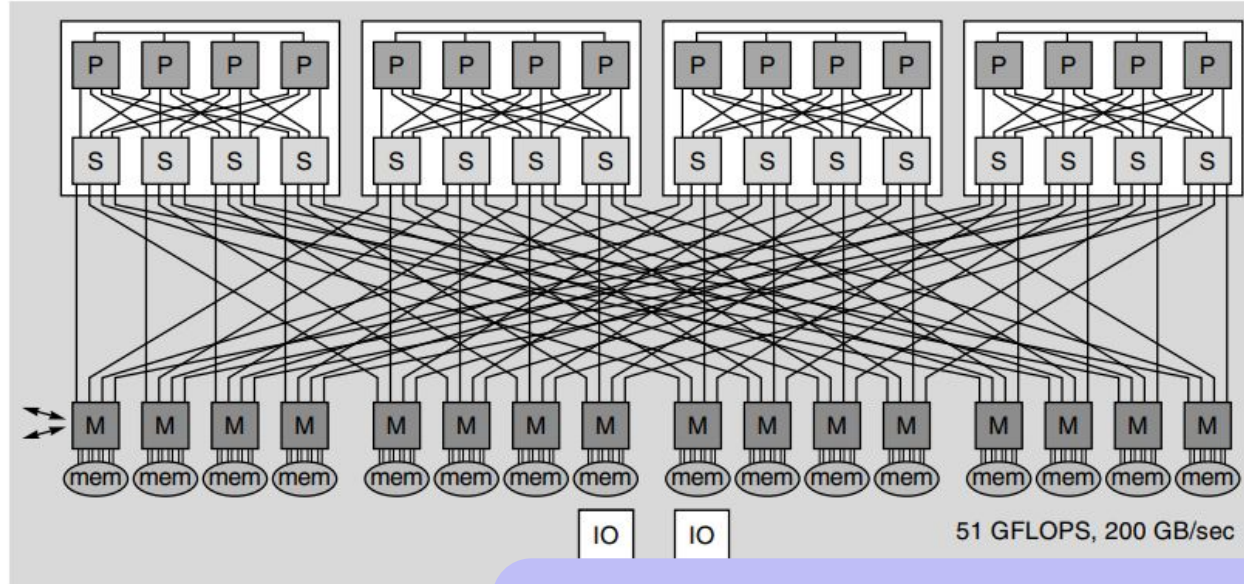 P P P P P P P P P P P P P P P P
S S S S S S S S S S S S S S S S
M M M M M M M M M M M M M M M M
mem mem mem mem mem mem mem mem mem mem mem mem mem mem mem mem
IO IO 51 GFLOPS, 200 GB/sec